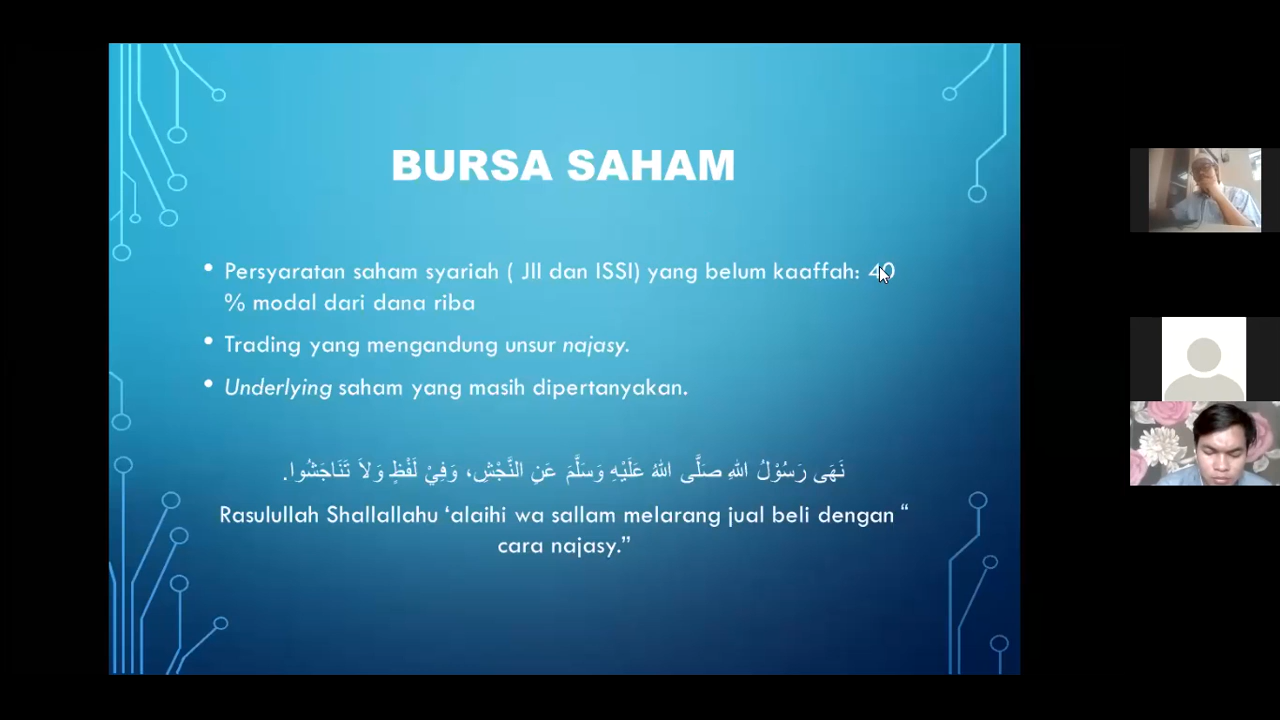 BURSA SAHAM
• Persyaratan saham syariah ( JII dan ISSI) yang belum kaaffah: 40
% modal dari dana riba
• Trading yang mengandung unsur najasy.
• Underlying saham yang masih dipertanyakan.
نَهَى رَسُوْلُ اللهِ صَلَّى اللهُ عَلَيْهِ وَسَلَّمَ عَنِ النَّجْشِ، وَفِيْ لَفْظٍ وَلاَ تَنَاجَشُوا.
Rasulullah Shallallahu ‘alaihi wa sallam melarang jual beli dengan “
cara najasy.”